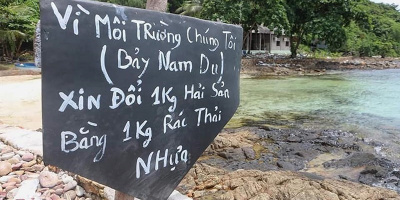 Vì Môi Trường Chúng Tôi
(Bảy Nam Du)
Xin Đổi 1Kg Hải Sản
Bằng 1Kg Rác Thải
Nhựa